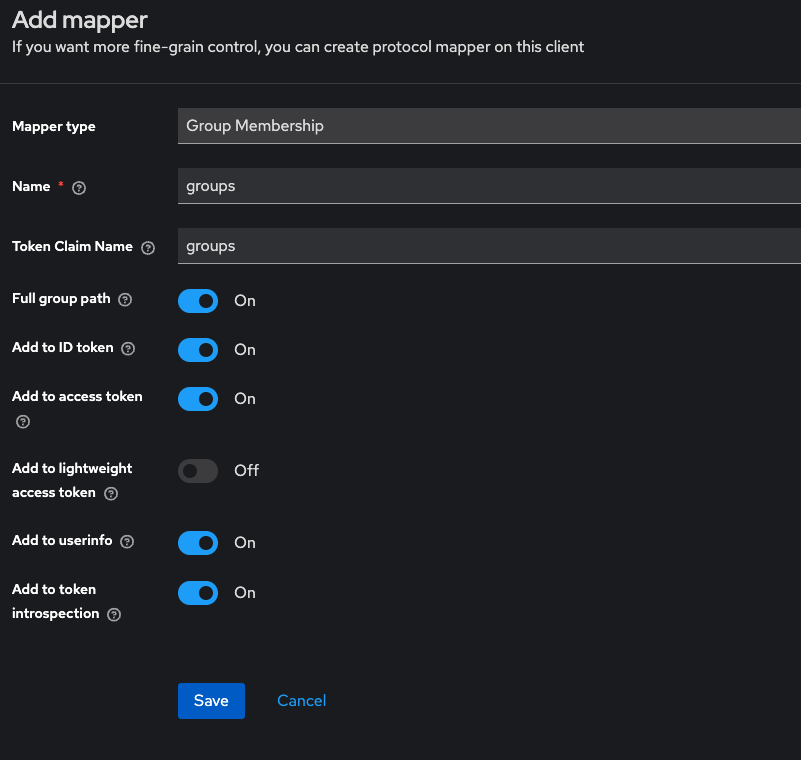 Add mapper
If you want more fine-grain control, you can create protocol mapper on this client
Mapper type
Group Membership
Name *
groups
Token Claim Name
groups
Full group path
On
Add to ID token
On
Add to access token
On
Add to lightweight
access token
Off
Add to userinfo
On
Add to token
introspection
On
Save
Cancel